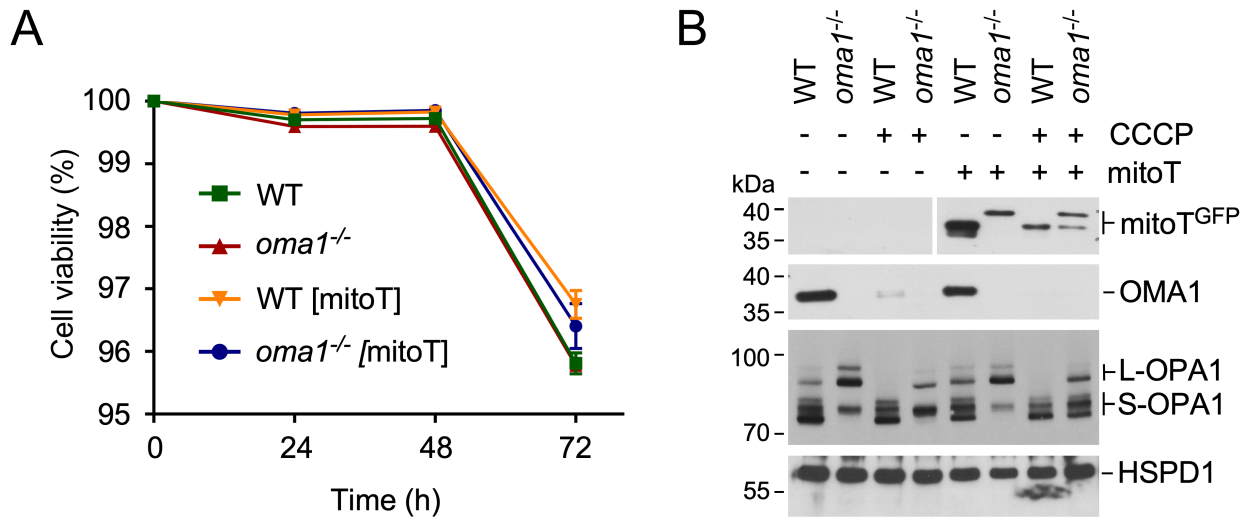 A
Cell viability (%)
100
99
98
97
96
95
0 24 48 72
Time (h)
WT
oma1-/-
WT [mitoT]
oma1-/- [mitoT]
B
WT oma1-/- WT oma1-/- WT oma1-/- WT oma1-/-
- - + + - - + + CCCP
- - - - + + + + mitoT
kDa
40
35
mitoTGFP
40
35
OMA1
100
70
L-OPA1
S-OPA1
55
HSPD1